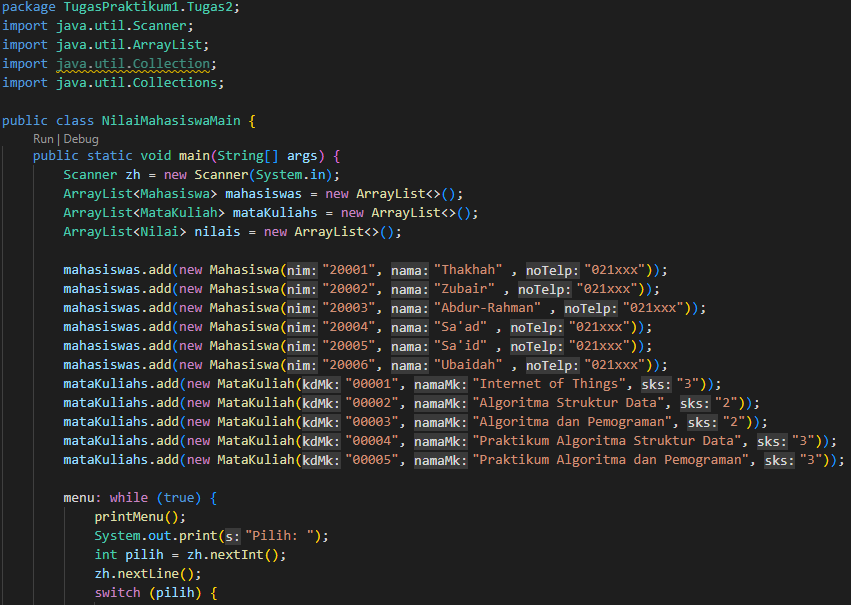 package TugasPraktikum1.Tugas2;
import java.util.Scanner;
import java.util.ArrayList;
import java.util.Collection;
import java.util.Collections;
public class NilaiMahasiswaMain {
Run | Debug
public static void main(String[] args) {
Scanner zh = new Scanner(System.in);
ArrayList<Mahasiswa> mahasiswas = new ArrayList<>();
ArrayList<MataKuliah> mataKuliahs = new ArrayList<>();
ArrayList<Nilai> nilais = new ArrayList<>();
mahasiswas.add(new Mahasiswa(nim: "20001", nama: "Thakhah" , noTelp: "021xxx"));
mahasiswas.add(new Mahasiswa(nim: "20002", nama: "Zubair" , noTelp: "021xxx"));
mahasiswas.add(new Mahasiswa(nim: "20003", nama: "Abdur-Rahman" , noTelp: "021xxx"));
mahasiswas.add(new Mahasiswa(nim: "20004", nama: "Sa'ad" , noTelp: "021xxx"));
mahasiswas.add(new Mahasiswa(nim: "20005", nama: "Sa'id" , noTelp: "021xxx"));
mahasiswas.add(new Mahasiswa(nim: "20006", nama: "Ubaidah" , noTelp: "021xxx"));
mataKuliahs.add(new MataKuliah(kdMk: "00001", namaMk: "Internet of Things", sks: "3"));
mataKuliahs.add(new MataKuliah(kdMk: "00002", namaMk: "Algoritma Struktur Data", sks: "2"));
mataKuliahs.add(new MataKuliah(kdMk: "00003", namaMk: "Algoritma dan Pemograman", sks: "2"));
mataKuliahs.add(new MataKuliah(kdMk: "00004", namaMk: "Praktikum Algoritma Struktur Data", sks: "3"));
mataKuliahs.add(new MataKuliah(kdMk: "00005", namaMk: "Praktikum Algoritma dan Pemograman", sks: "3"));
menu: while (true) {
printMenu();
System.out.print(s: "Pilih: ");
int pilih = zh.nextInt();
zh.nextLine();
switch (pilih) {